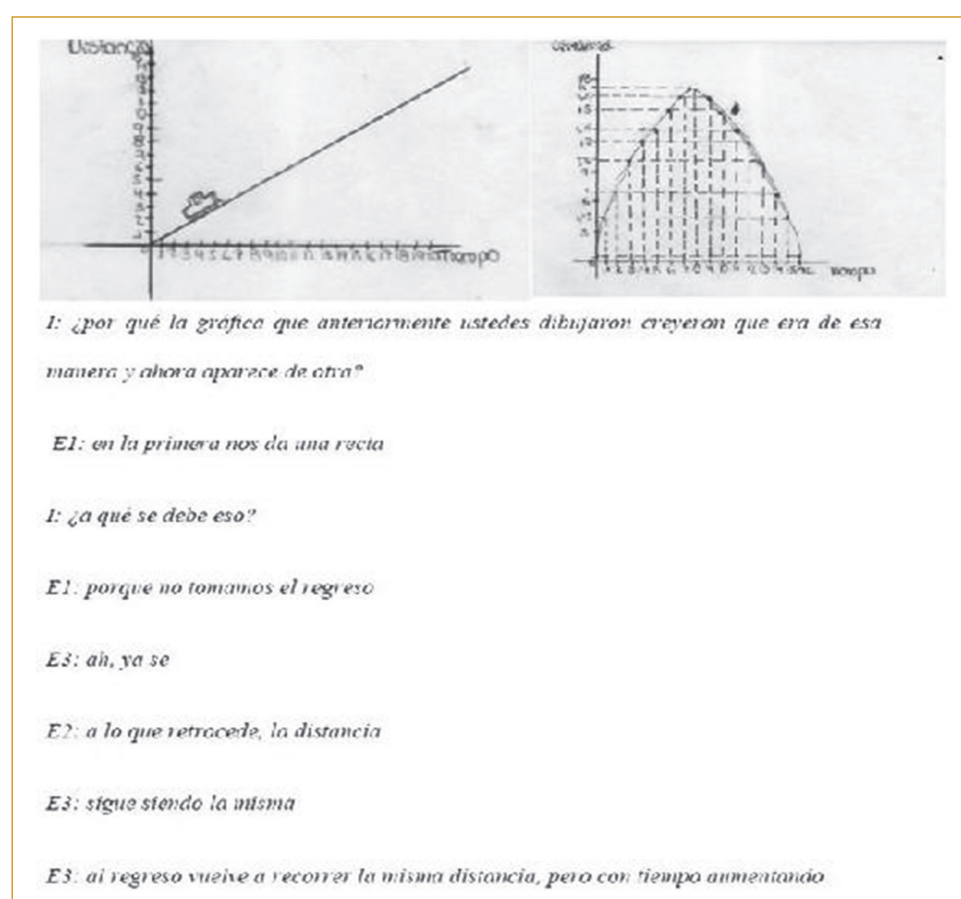 Distancia
Tiempo
Distancia
tiempo
I: ¿por qué la gráfica que anteriormente ustedes dibujaron creyeron que era de esa
manera y ahora aparece de otra?
E1: en la primera nos da una recta
I: ¿a qué se debe eso?
E1: porque no tomamos el regreso
E3: ah, ya se
E2: a lo que retrocede, la distancia
E3: sigue siendo la misma
E3: al regreso vuelve a recorrer la misma distancia, pero con tiempo aumentando